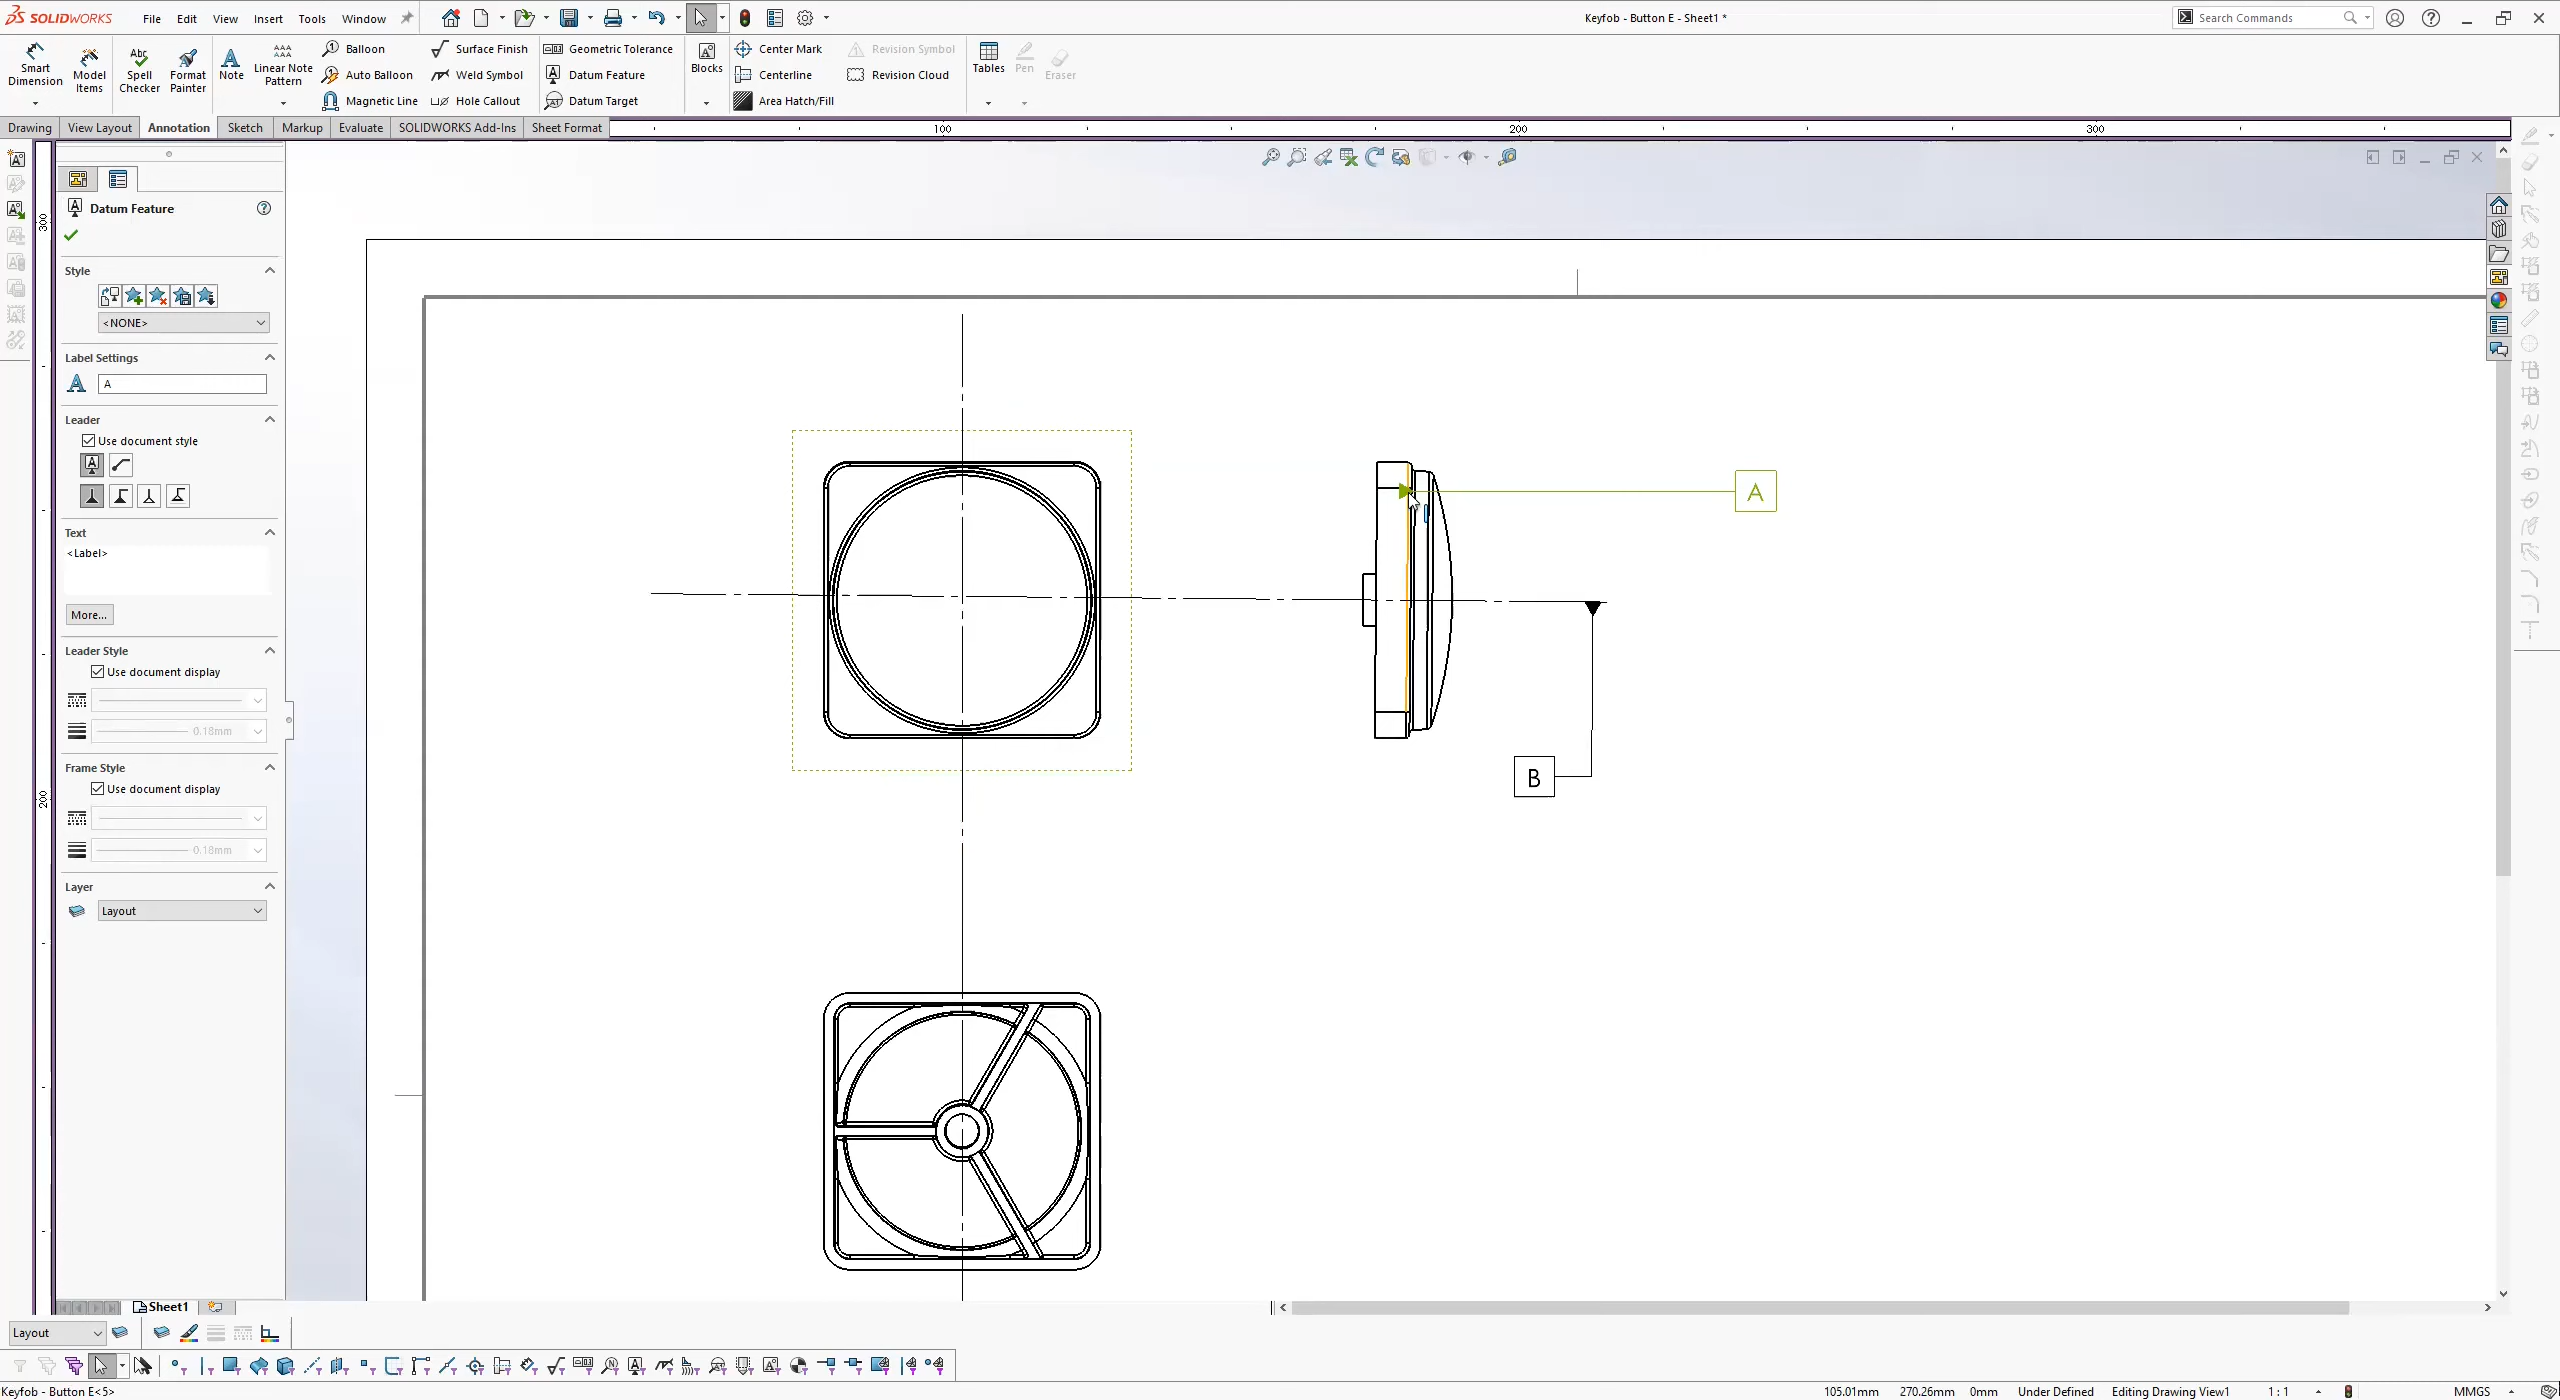 SOLIDWORKS File Edit View Insert Tools Window Keyfob - Button E - Sheet1 * Search Commands
Smart Dimension
Model Items
Spell Checker
Format Painter
Note
Linear Note Pattern
Balloon
Auto Balloon
Magnetic Line
Surface Finish
Weld Symbol
Hole Callout
Geometric Tolerance
Datum Feature
Datum Target
Blocks
Center Mark
Centerline
Area Hatch/Fill
Revision Symbol
Revision Cloud
Tables
Pen
Eraser
Drawing View Layout Annotation Sketch Markup Evaluate SOLIDWORKS Add-Ins Sheet Format
100 200 300
300
200
Datum Feature
Style
<NONE>
Label Settings
A
Leader
Use document style
Text
<Label>
More...
Leader Style
Use document display
0.18mm
Frame Style
Use document display
0.18mm
Layer
Layout
A
B
Sheet1
Layout
Keyfob - Button E<5> 105.01mm 270.26mm 0mm Under Defined Editing Drawing View1 1 : 1 MMGS